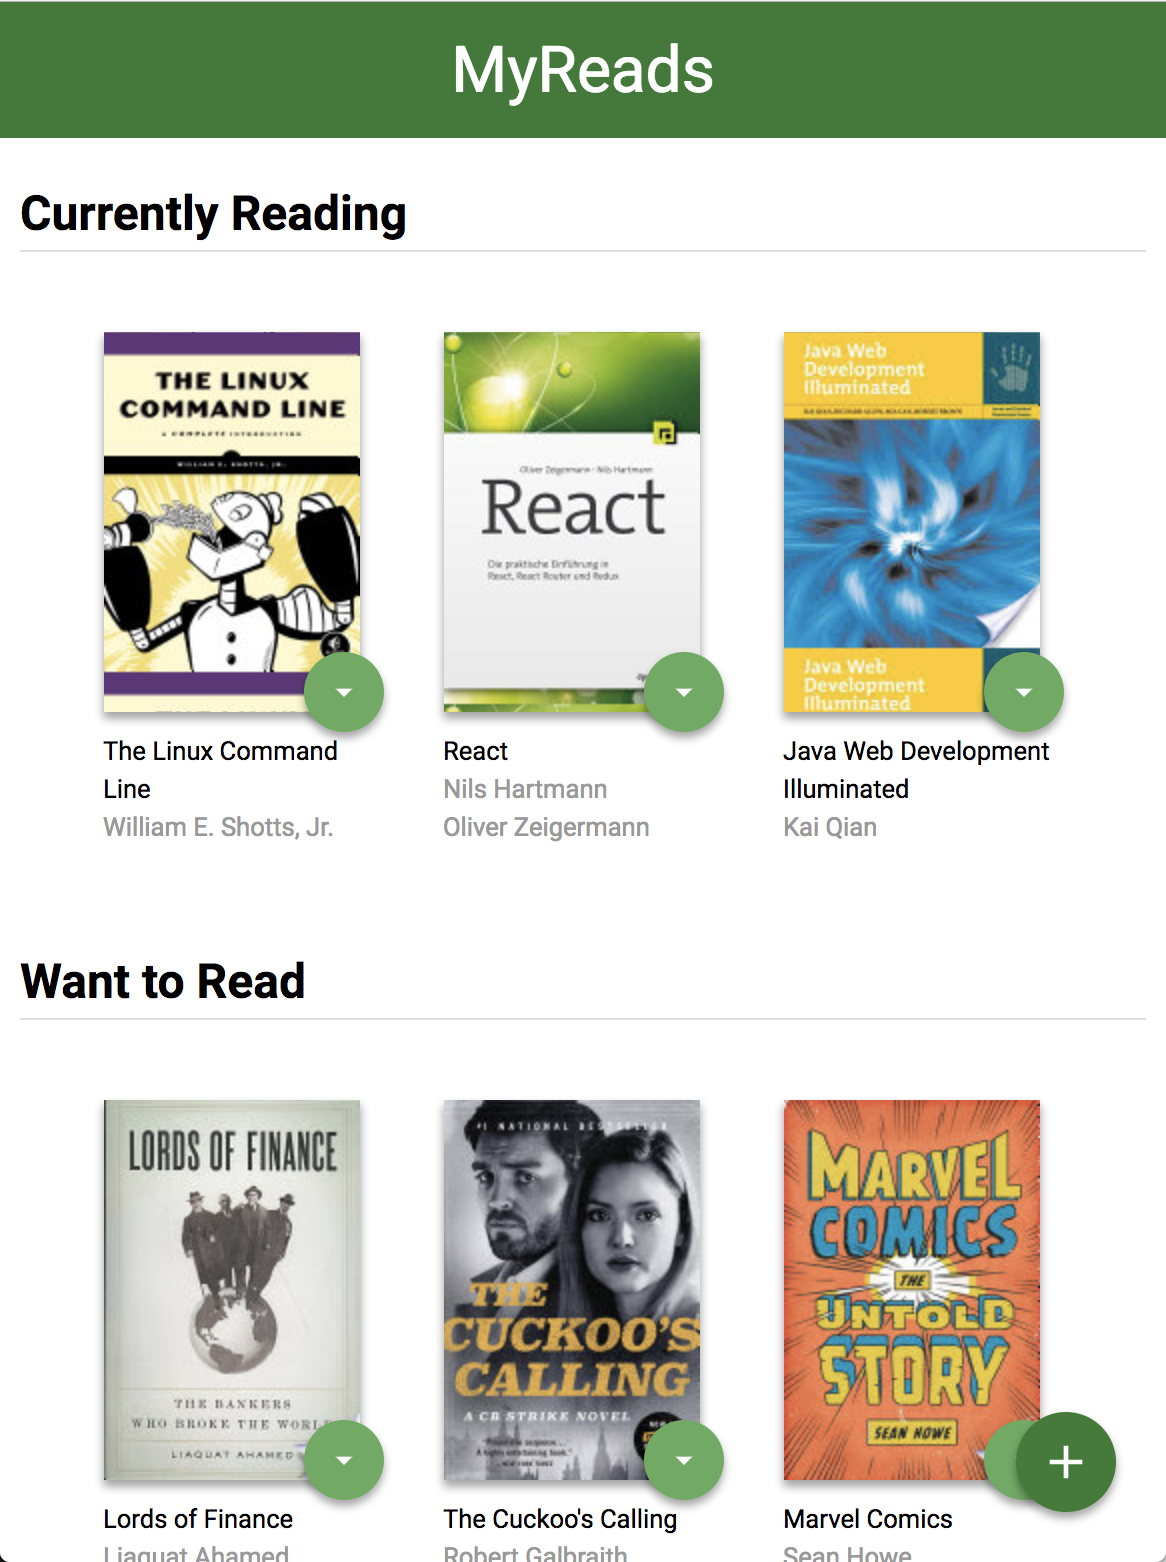 MyReads
Currently Reading
THE LINUX
COMMAND LINE
A COMPLETE INTRODUCTION
WILLIAM E. SHOTTS, JR.
Oliver Zeigermann · Nils Hartmann
React
Die praktische Einführung in
React, React Router und Redux
Java Web
Development
Illuminated
Java Web
Development
Illuminated
The Linux Command
Line
William E. Shotts, Jr.
React
Nils Hartmann
Oliver Zeigermann
Java Web Development
Illuminated
Kai Qian
Want to Read
LORDS OF FINANCE
THE BANKERS
WHO BROKE THE WORLD
LIAQUAT AHAMED
#1 NATIONAL BESTSELLER
THE
CUCKOO'S
CALLING
A CB STRIKE NOVEL
MARVEL
COMICS
THE
UNTOLD
STORY
SEAN HOWE
Lords of Finance
Liaquat Ahamed
The Cuckoo's Calling
Robert Galbraith
Marvel Comics
Sean Howe